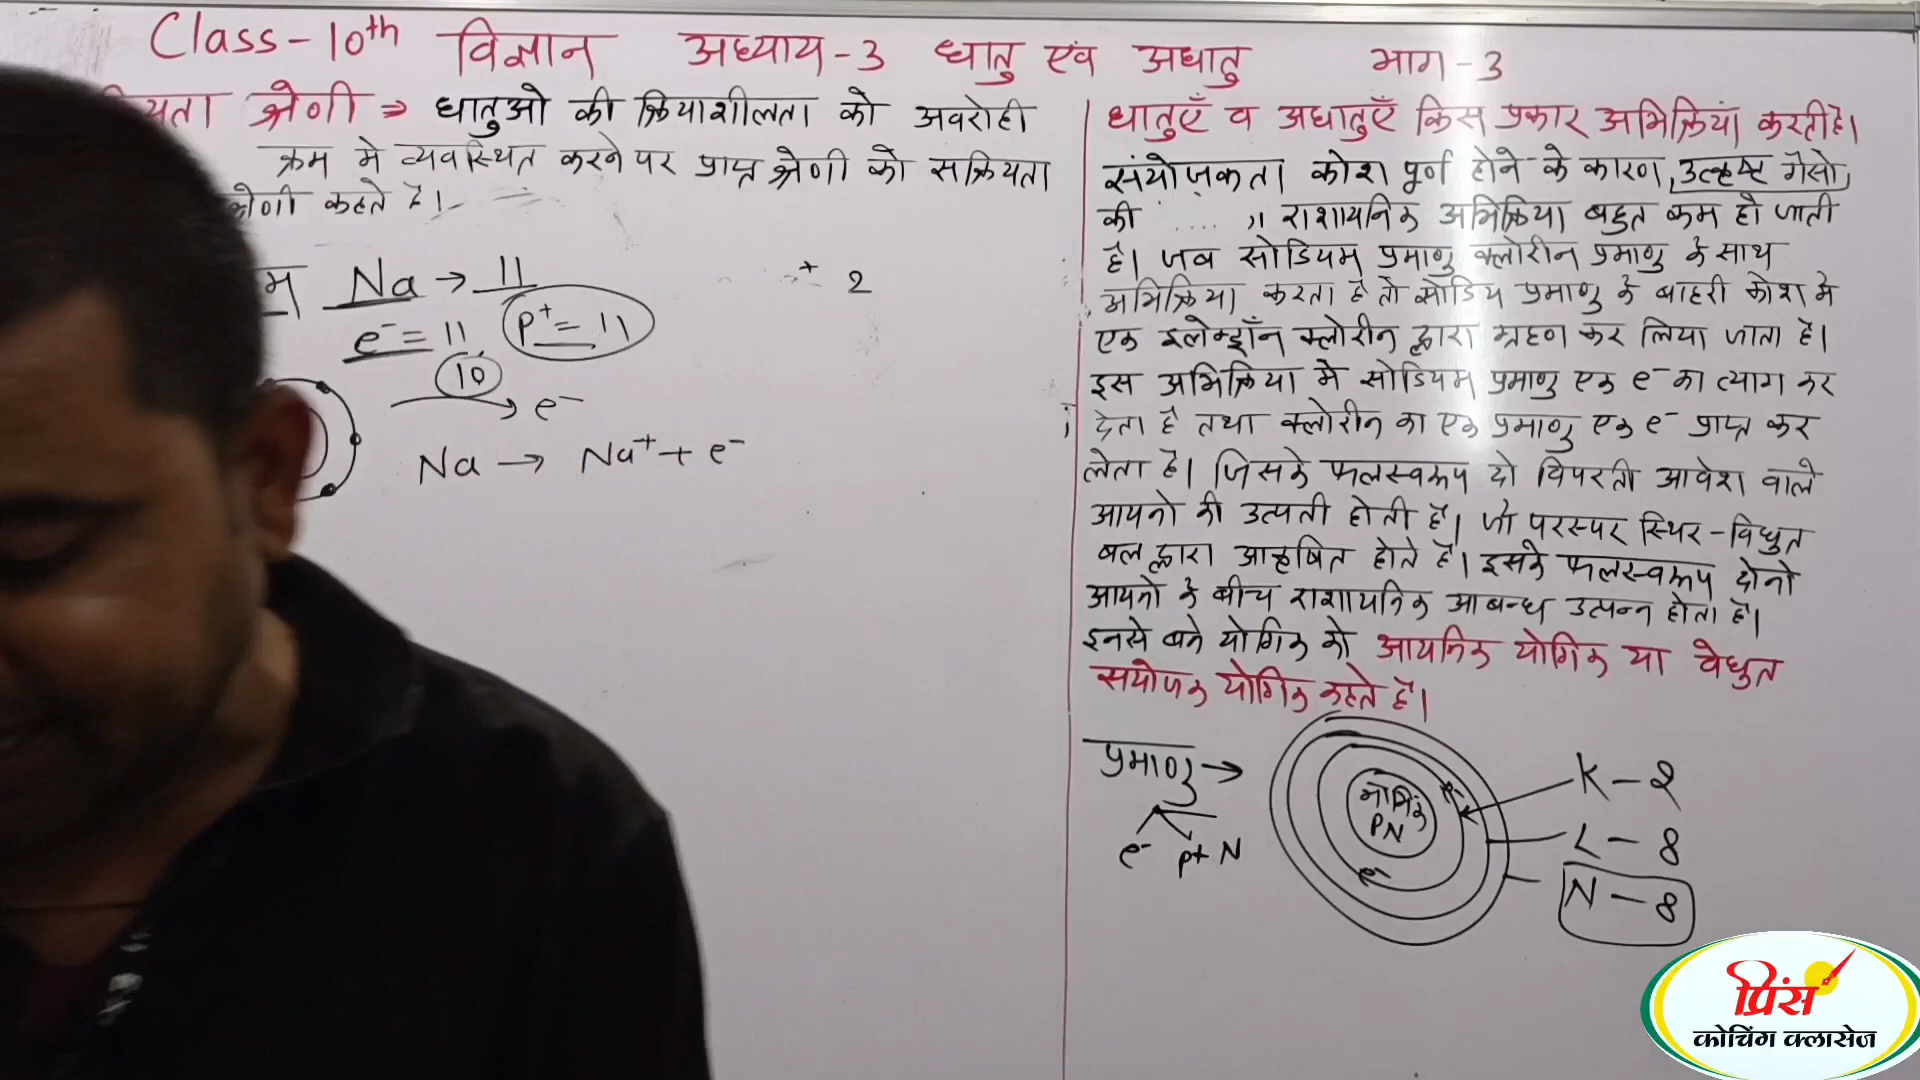 Class-10th विज्ञान अध्याय-3 धातु एवं अधातु भाग-3
श्रेणी ⇒ धातुओ की क्रियाशीलता को अवरोही
क्रम मे व्यवस्थित करने पर प्राप्त श्रेणी को सक्रियता
श्रेणी कहते है।
Na → 11
e⁻ = 11 P⁺ = 11
10
→ e⁻
Na → Na⁺ + e⁻
+ 2
धातुएँ व अधातुएँ किस प्रकार अभिक्रियां करती है।
संयोजकता कोश पूर्ण होने के कारण उत्कृष्ट गैसो
की .... ,। राशायनिक अभिक्रिया बहुत कम हो जाती
है। जब सोडियम प्रमाणु क्लोरीन प्रमाणु के साथ
अभिक्रिया करता है तो सोडिय प्रमाणु के बाहरी कोश मे
एक इलेक्ट्रॉन क्लोरीन द्वारा ग्रहण कर लिया जाता है।
इस अभिक्रिया मे सोडियम प्रमाणु एक e⁻ का त्याग कर
देता है तथा क्लोरीन का एक प्रमाणु एक e⁻ प्राप्त कर
लेता है। जिसके फलस्वरूप दो विपरती आवेश वाले
आयनो की उत्पती होती है। जो परस्पर स्थिर-विधुत
बल द्वारा आकृषित होते है। इसके फलस्वरूप दोनो
आयनो के बीच राशायनिक आबन्ध उत्पन्न होता है।
इनसे बने योगिक को आयनिक योगिक या वेधुत
सयोजक योगिक कहते है।
प्रमाणु →
e⁻ P+ N
नाभिक
PN
e⁻
e⁻
K - 2
L - 8
N - 8
प्रिंस
कोचिंग क्लासेज